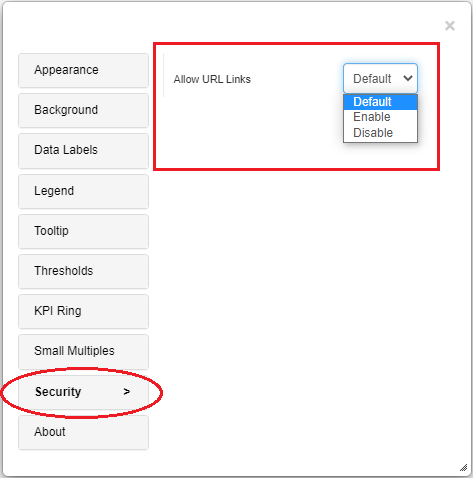 ×
Appearance
Background
Data Labels
Legend
Tooltip
Thresholds
KPI Ring
Small Multiples
Security >
About
Allow URL Links
Default
Default
Enable
Disable